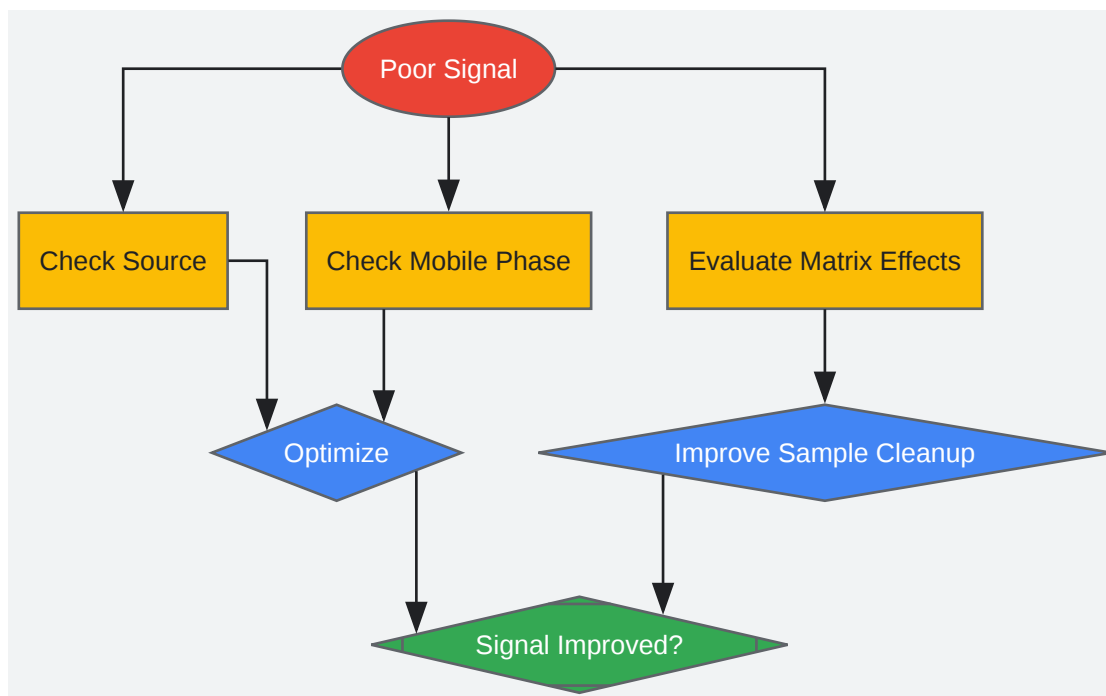 Poor Signal
Check Source
Check Mobile Phase
Evaluate Matrix Effects
Optimize
Improve Sample Cleanup
Signal Improved?